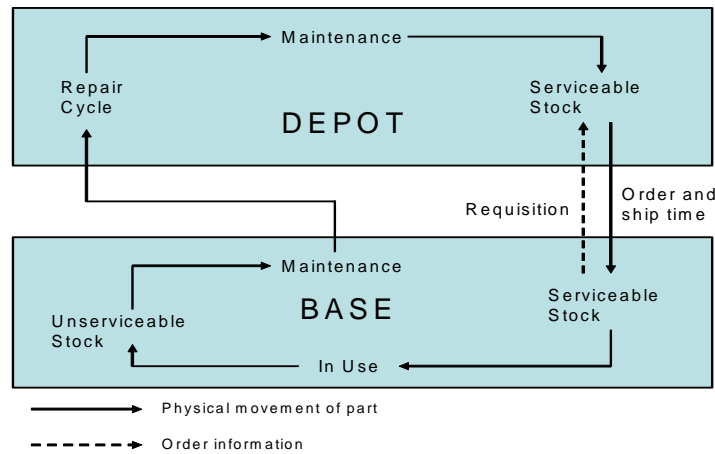 Maintenance
Repair
Cycle
Serviceable
Stock
DEPOT
Requisition
Order and
ship time
Maintenance
BASE
Serviceable
Stock
Unserviceable
Stock
In Use
Physical movement of part
Order information